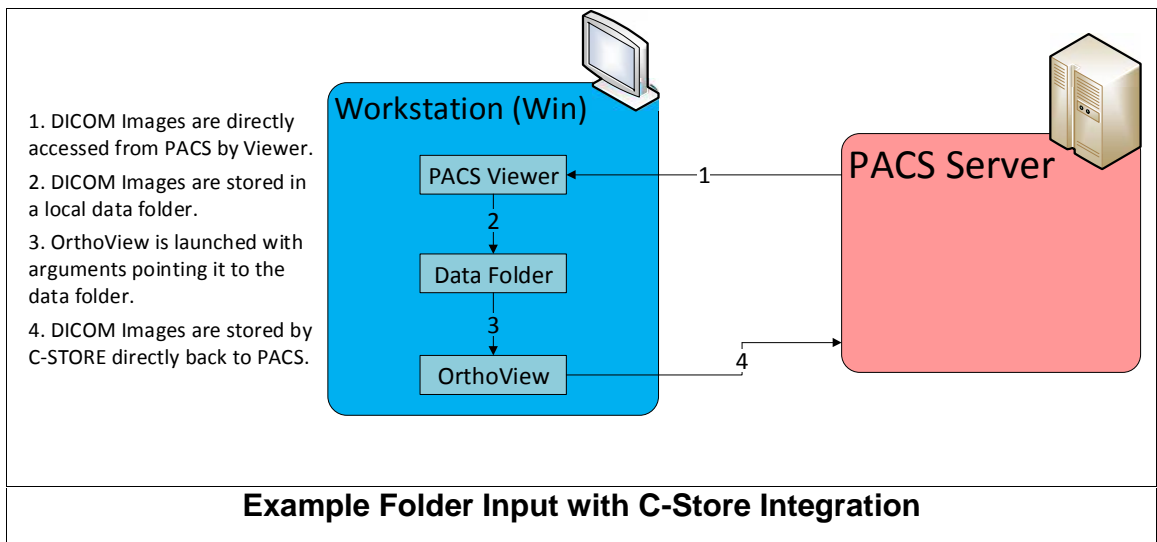 1. DICOM Images are directly
accessed from PACS by Viewer.
2. DICOM Images are stored in
a local data folder.
3. OrthoView is launched with
arguments pointing it to the
data folder.
4. DICOM Images are stored by
C-STORE directly back to PACS.
Workstation (Win)
PACS Viewer
2
Data Folder
3
OrthoView
1
4
PACS Server
Example Folder Input with C-Store Integration